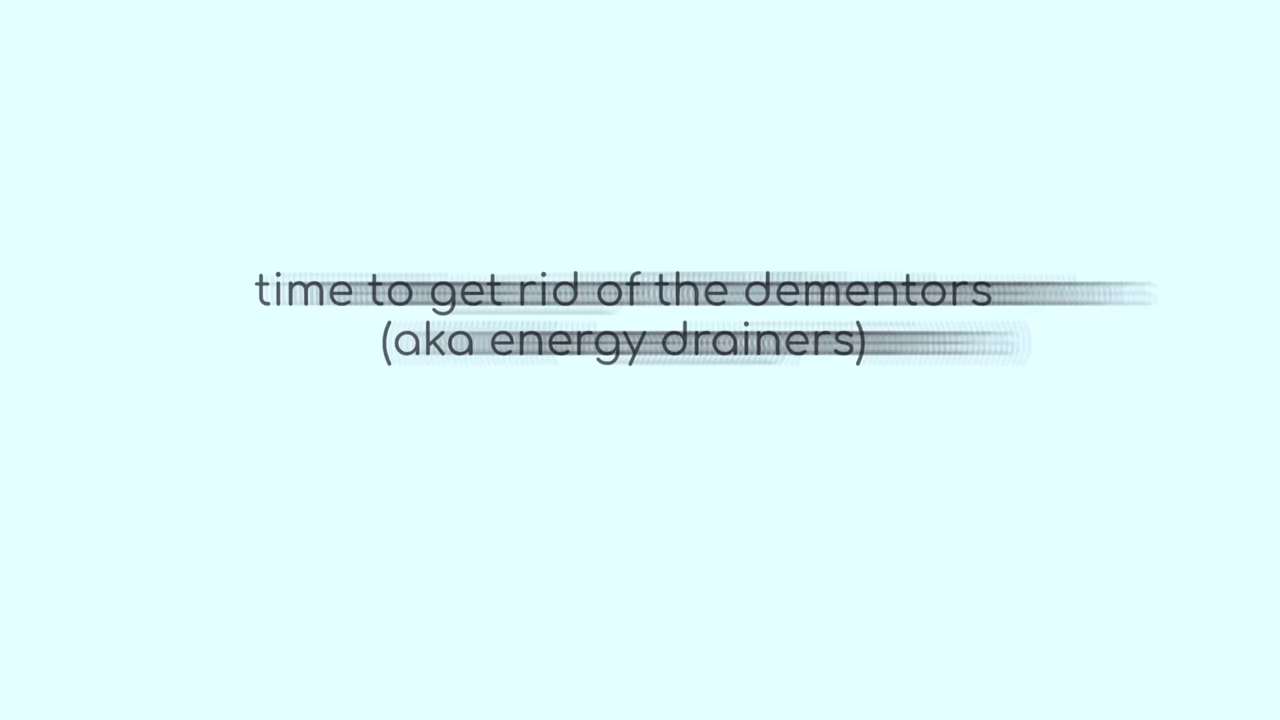 time to get rid of the dementors
(aka energy drainers)